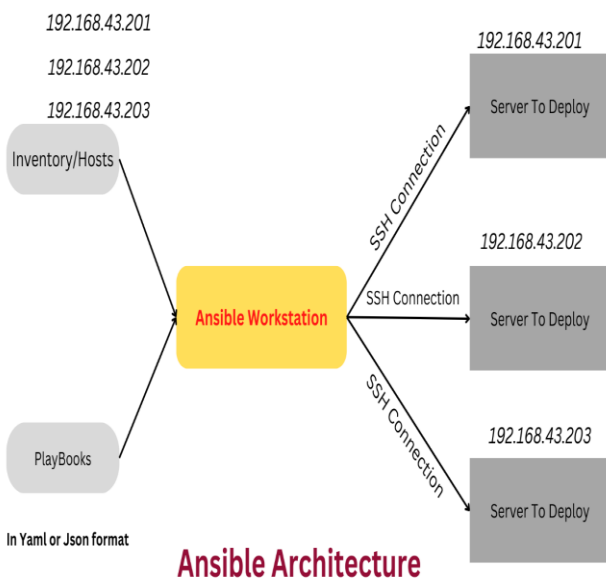 192.168.43.201
192.168.43.202
192.168.43.203
Inventory/Hosts
PlayBooks
In Yaml or Json format
Ansible Workstation
SSH Connection
SSH Connection
SSH Connection
192.168.43.201
Server To Deploy
192.168.43.202
Server To Deploy
192.168.43.203
Server To Deploy
Ansible Architecture